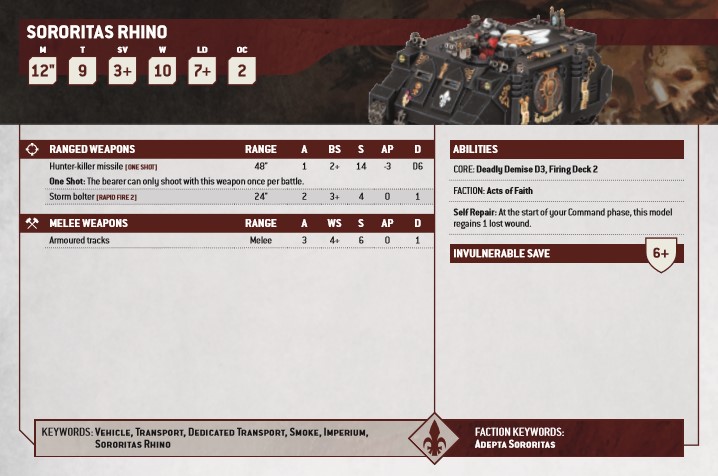 SORORITAS RHINO
M T SV W LD OC
12" 9 3+ 10 7+ 2
RANGED WEAPONS RANGE A BS S AP D
Hunter-killer missile [ONE SHOT] 48" 1 2+ 14 -3 D6
One Shot: The bearer can only shoot with this weapon once per battle.
Storm bolter [RAPID FIRE 2] 24" 2 3+ 4 0 1
MELEE WEAPONS RANGE A WS S AP D
Armoured tracks Melee 3 4+ 6 0 1
ABILITIES
CORE: Deadly Demise D3, Firing Deck 2
FACTION: Acts of Faith
Self Repair: At the start of your Command phase, this model
regains 1 lost wound.
INVULNERABLE SAVE 6+
KEYWORDS: VEHICLE, TRANSPORT, DEDICATED TRANSPORT, SMOKE, IMPERIUM,
SORORITAS RHINO
FACTION KEYWORDS:
ADEPTA SORORITAS